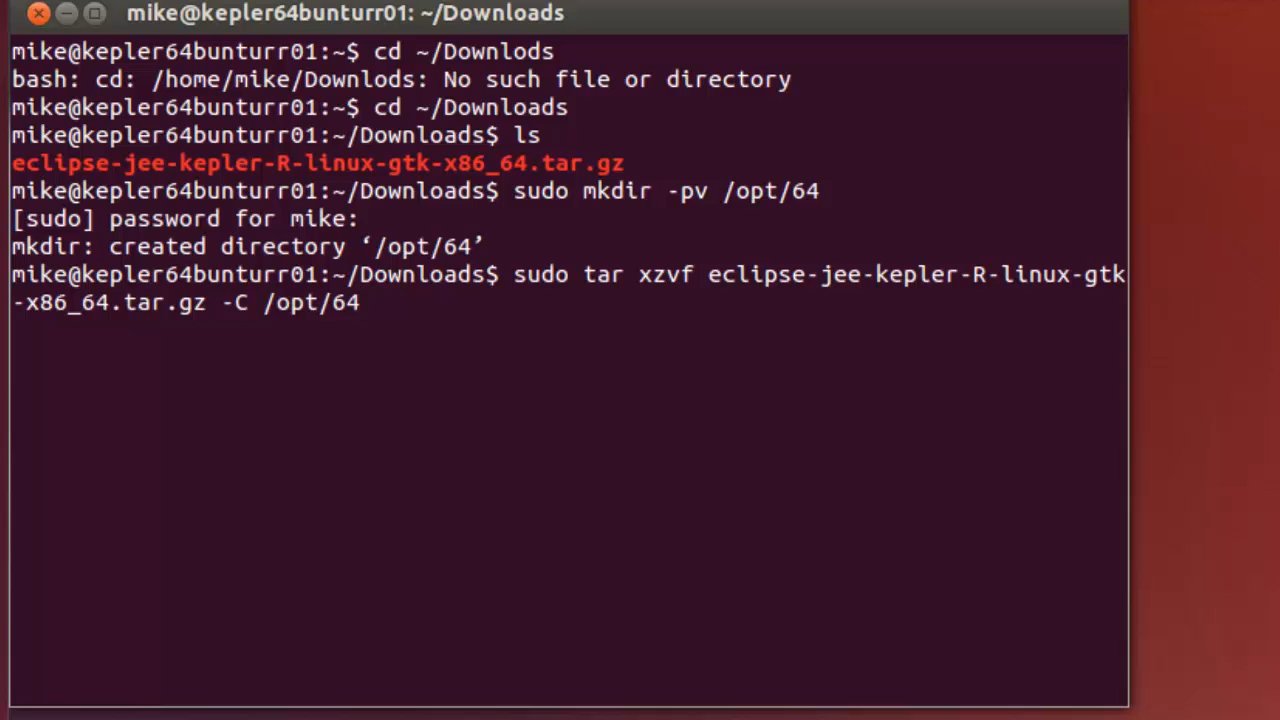 mike@kepler64bunturr01: ~/Downloads
mike@kepler64bunturr01:~$ cd ~/Downlods
bash: cd: /home/mike/Downlods: No such file or directory
mike@kepler64bunturr01:~$ cd ~/Downloads
mike@kepler64bunturr01:~/Downloads$ ls
eclipse-jee-kepler-R-linux-gtk-x86_64.tar.gz
mike@kepler64bunturr01:~/Downloads$ sudo mkdir -pv /opt/64
[sudo] password for mike:
mkdir: created directory ‘/opt/64’
mike@kepler64bunturr01:~/Downloads$ sudo tar xzvf eclipse-jee-kepler-R-linux-gtk
-x86_64.tar.gz -C /opt/64